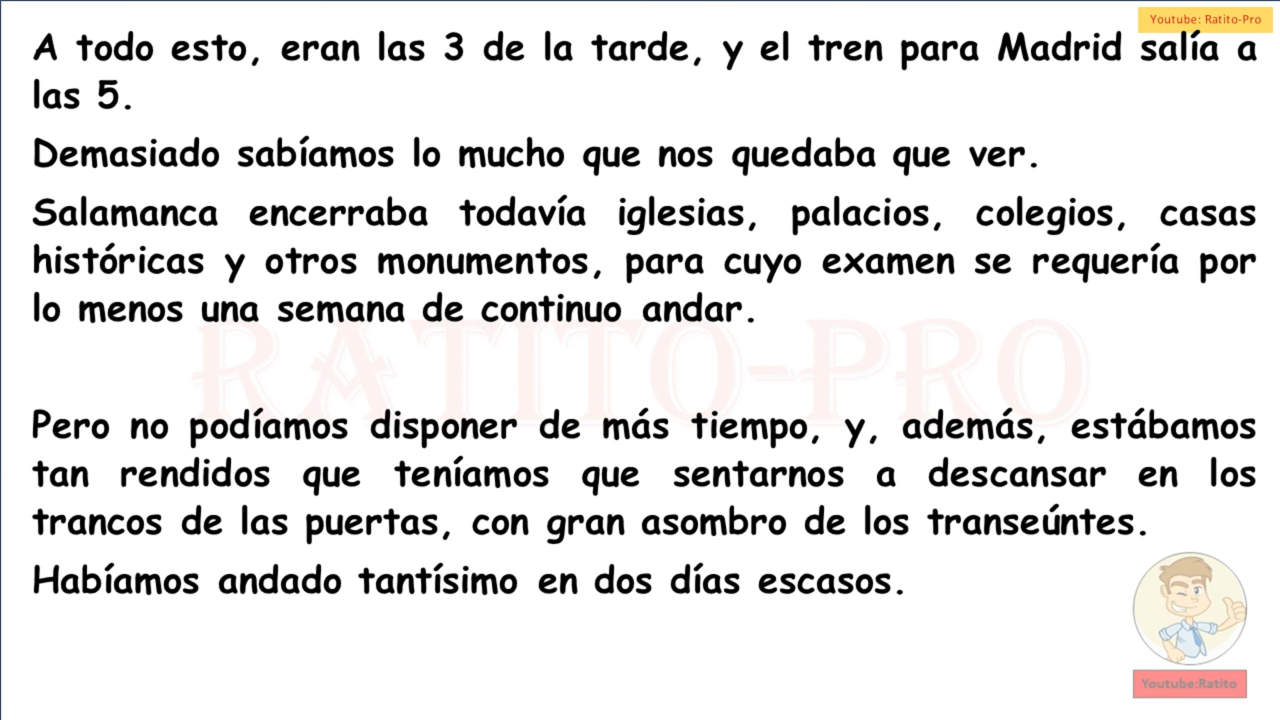 Youtube: Ratito-Pro
A todo esto, eran las 3 de la tarde, y el tren para Madrid salía a
las 5.
Demasiado sabíamos lo mucho que nos quedaba que ver.
Salamanca encerraba todavía iglesias, palacios, colegios, casas
históricas y otros monumentos, para cuyo examen se requería por
lo menos una semana de continuo andar.
RATITO-PRO
Pero no podíamos disponer de más tiempo, y, además, estábamos
tan rendidos que teníamos que sentarnos a descansar en los
trancos de las puertas, con gran asombro de los transeúntes.
Habíamos andado tantísimo en dos días escasos.
Youtube:Ratito